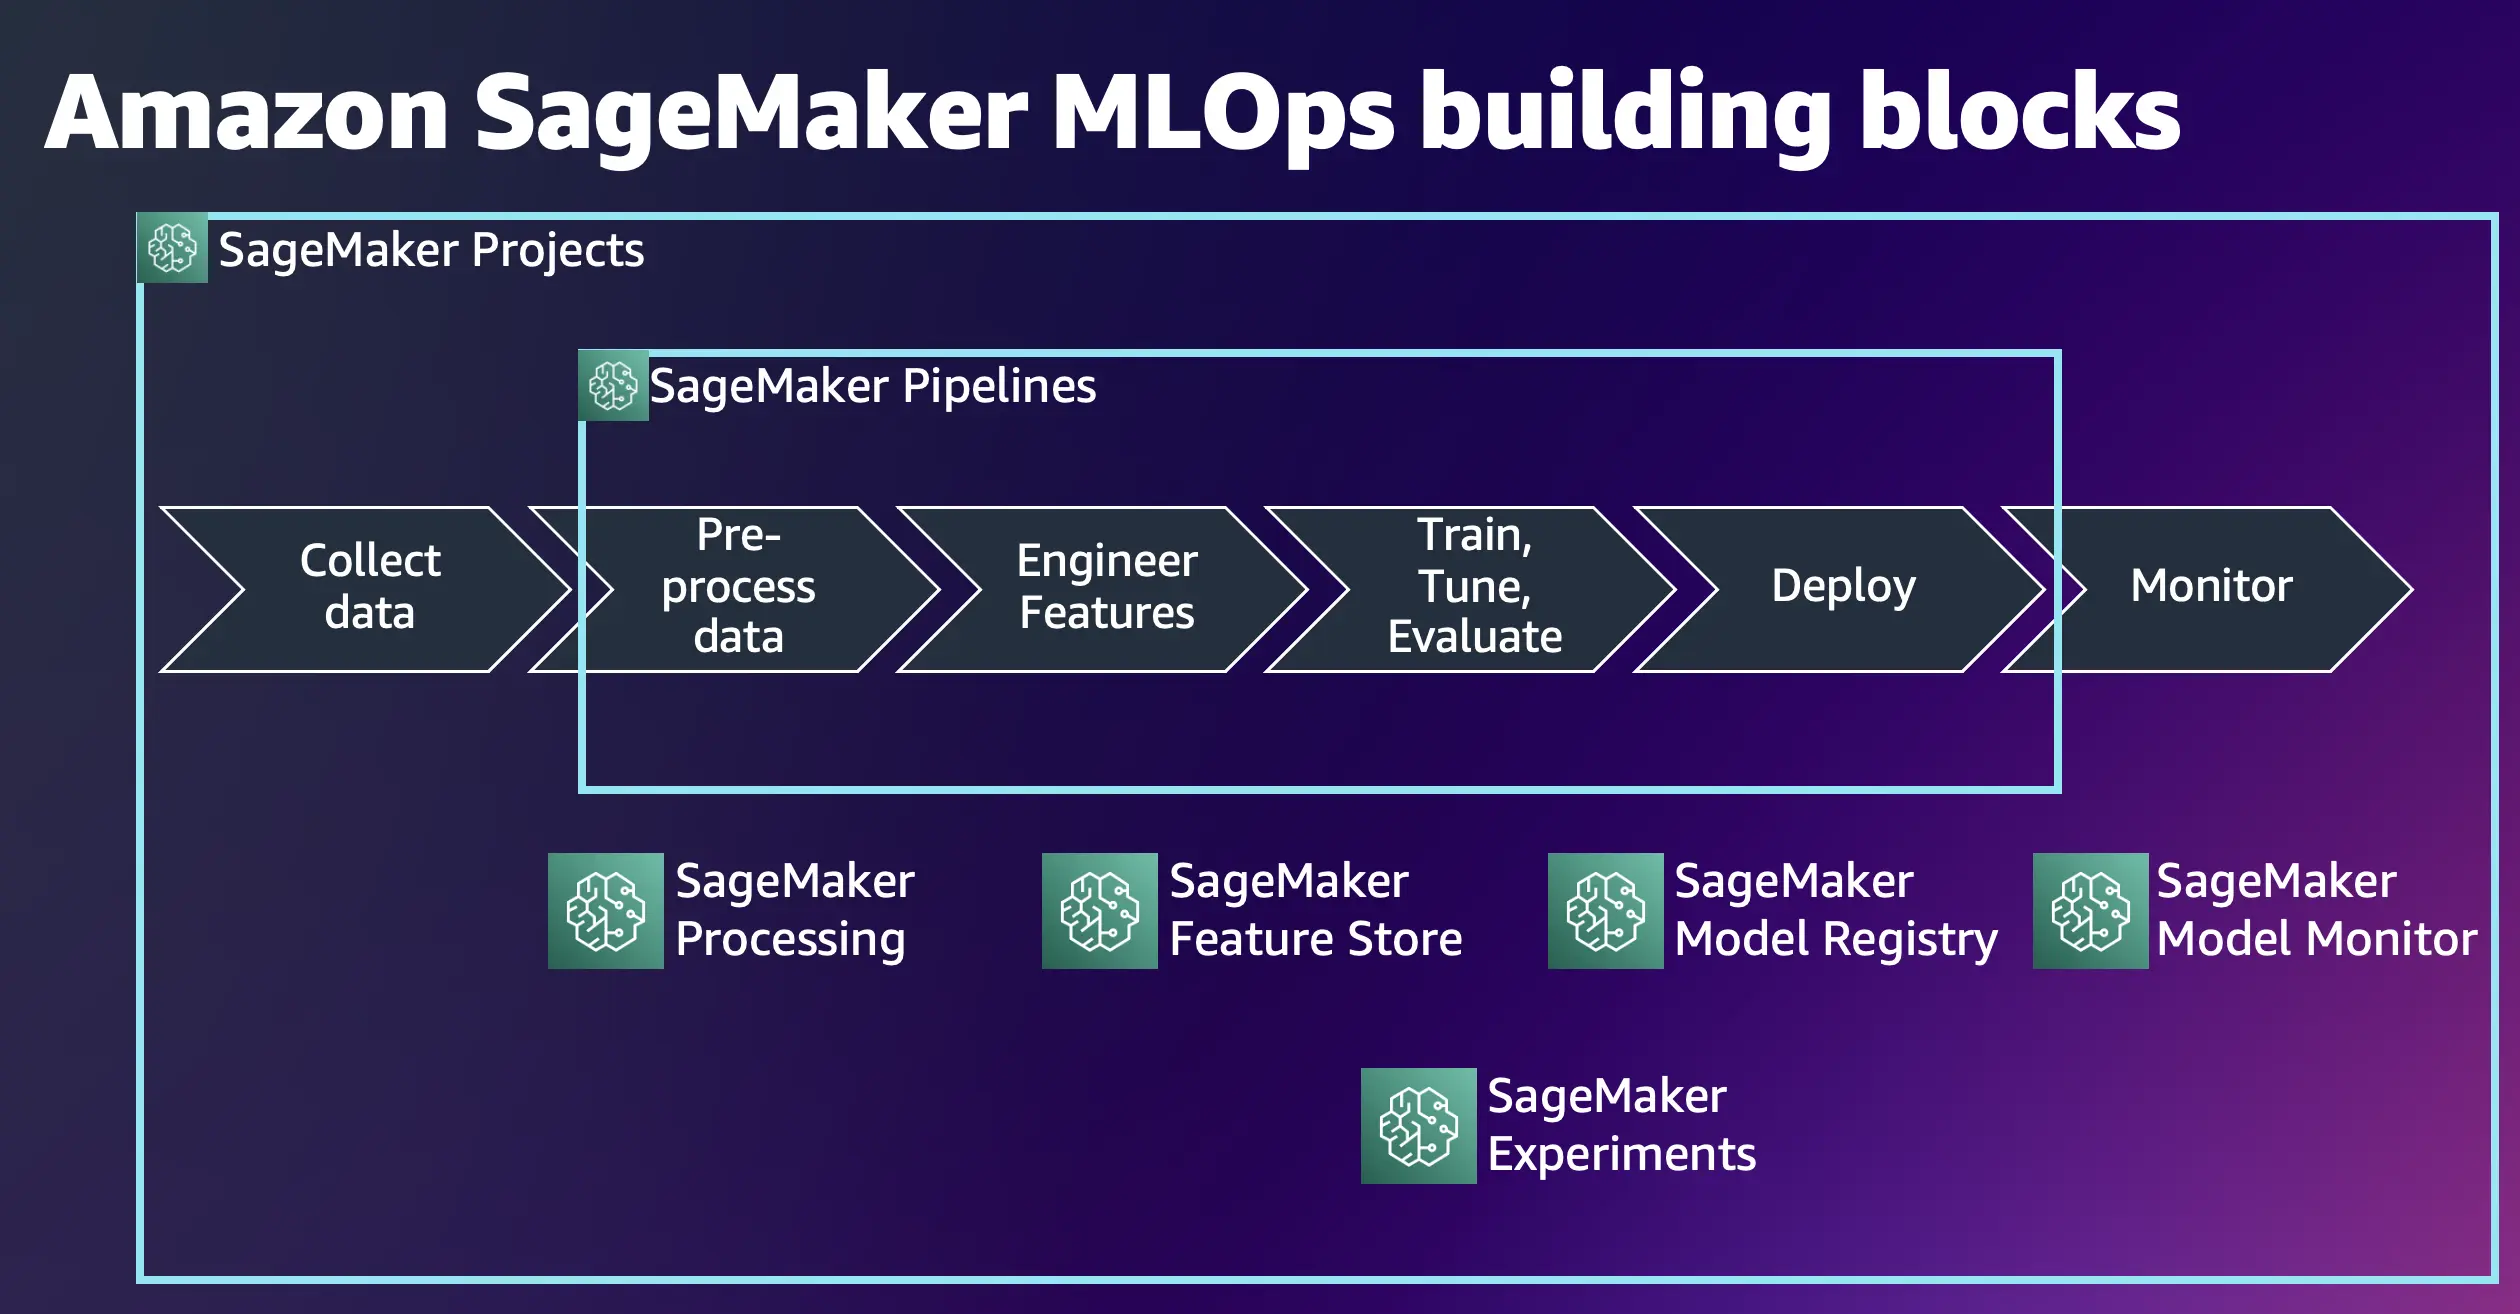 Amazon SageMaker MLOps building blocks
SageMaker Projects
SageMaker Pipelines
Collect
data
Pre-
process
data
Engineer
Features
Train,
Tune,
Evaluate
Deploy
Monitor
SageMaker
Processing
SageMaker
Feature Store
SageMaker
Model Registry
SageMaker
Model Monitor
SageMaker
Experiments